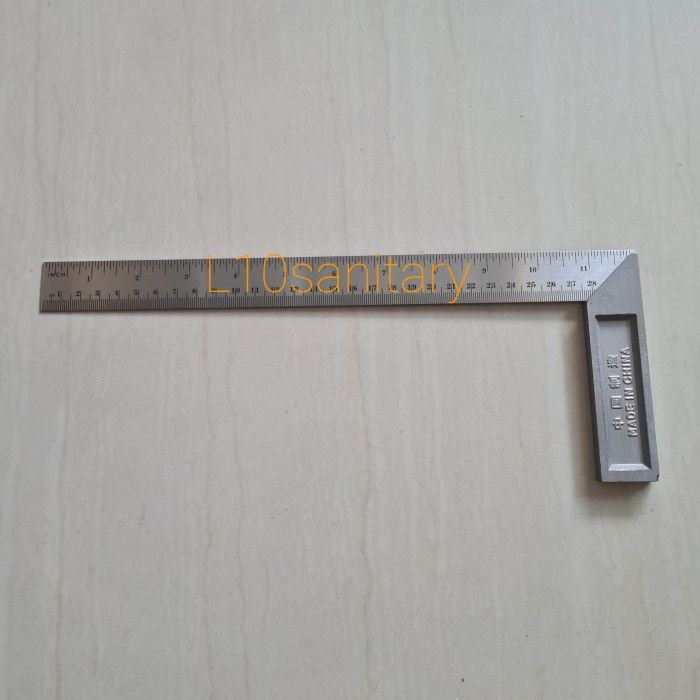 INCH 1 2 3 4 5 6 7 8 9 10 11
1 2 3 4 5 6 7 8 9 10 11 12 13 14 15 16 17 18 19 20 21 22 23 24 25 26 27 28
L10sanitary
中国制造
MADE IN CHINA